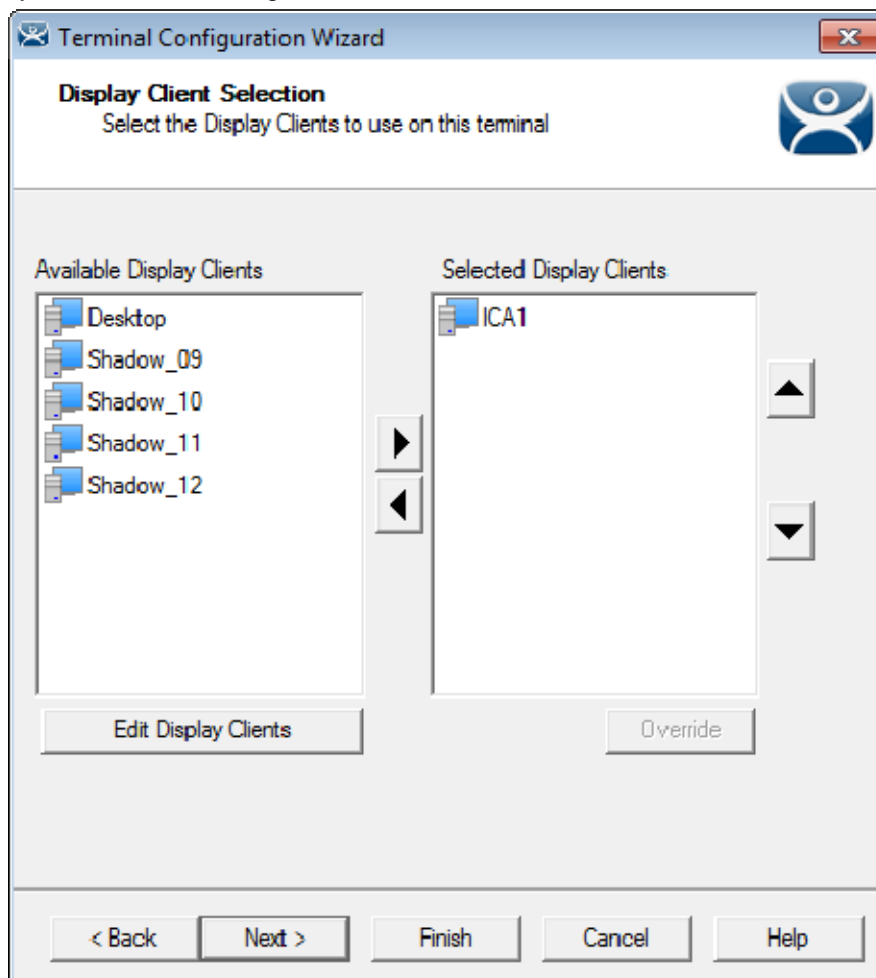 Terminal Configuration Wizard
Display Client Selection
Select the Display Clients to use on this terminal
Available Display Clients
Selected Display Clients
Desktop
Shadow_09
Shadow_10
Shadow_11
Shadow_12
ICA1
Edit Display Clients
Override
< Back
Next >
Finish
Cancel
Help